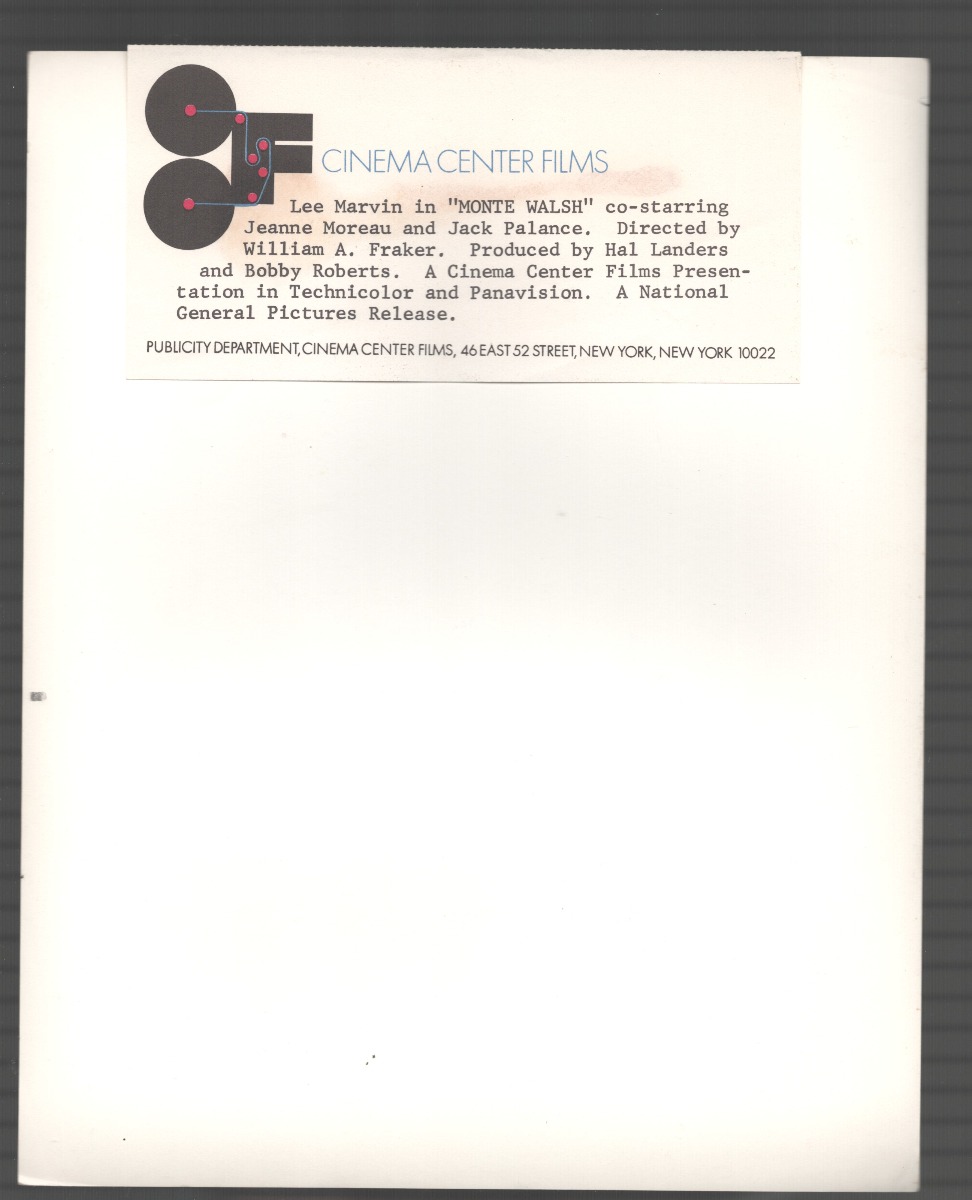 CINEMA CENTER FILMS
Lee Marvin in "MONTE WALSH" co-starring
Jeanne Moreau and Jack Palance.  Directed by
William A. Fraker.  Produced by Hal Landers
and Bobby Roberts.  A Cinema Center Films Presen-
tation in Technicolor and Panavision.  A National
General Pictures Release.
PUBLICITY DEPARTMENT, CINEMA CENTER FILMS, 46 EAST 52 STREET, NEW YORK, NEW YORK 10022